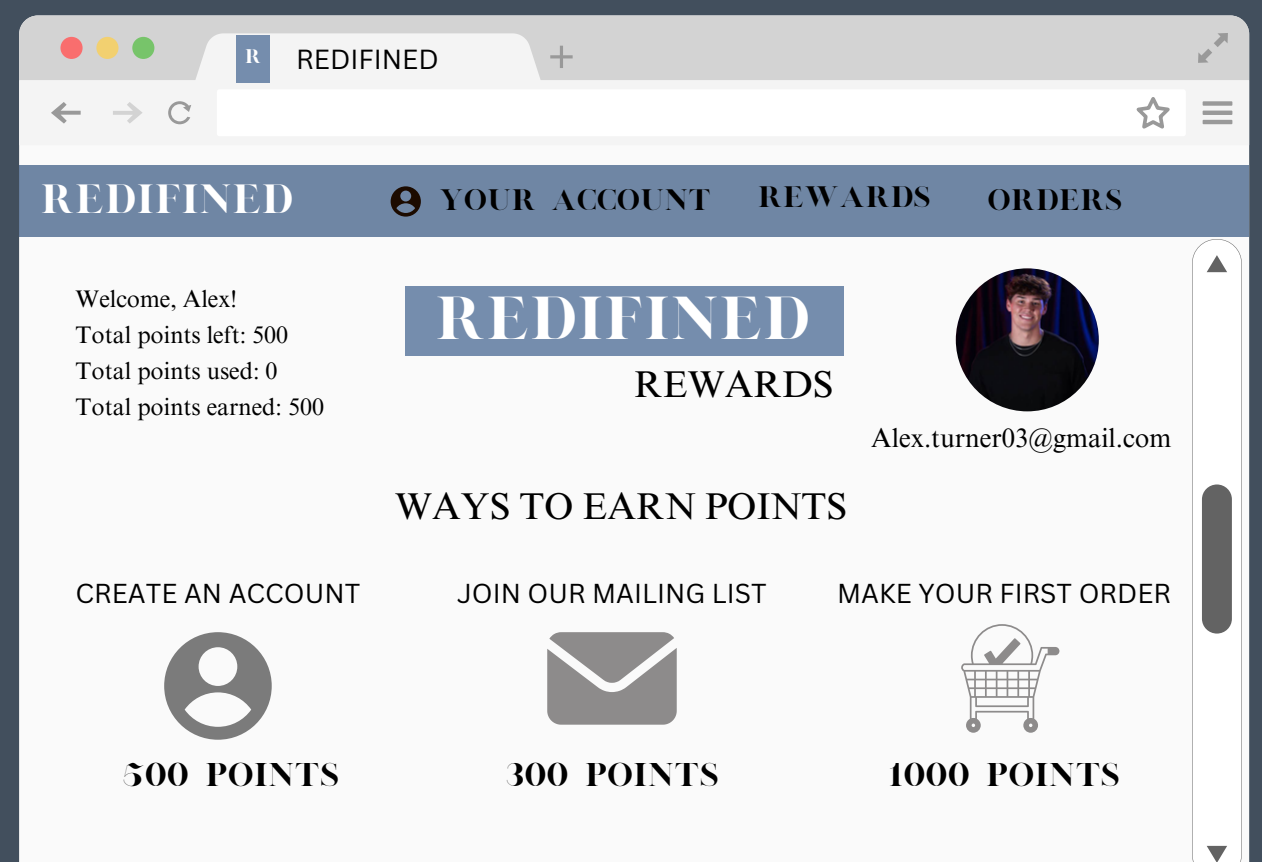 R REDIFINED
REDIFINED YOUR ACCOUNT REWARDS ORDERS
Welcome, Alex!
Total points left: 500
Total points used: 0
Total points earned: 500
REDIFINED
REWARDS
Alex.turner03@gmail.com
WAYS TO EARN POINTS
CREATE AN ACCOUNT
500 POINTS
JOIN OUR MAILING LIST
300 POINTS
MAKE YOUR FIRST ORDER
1000 POINTS